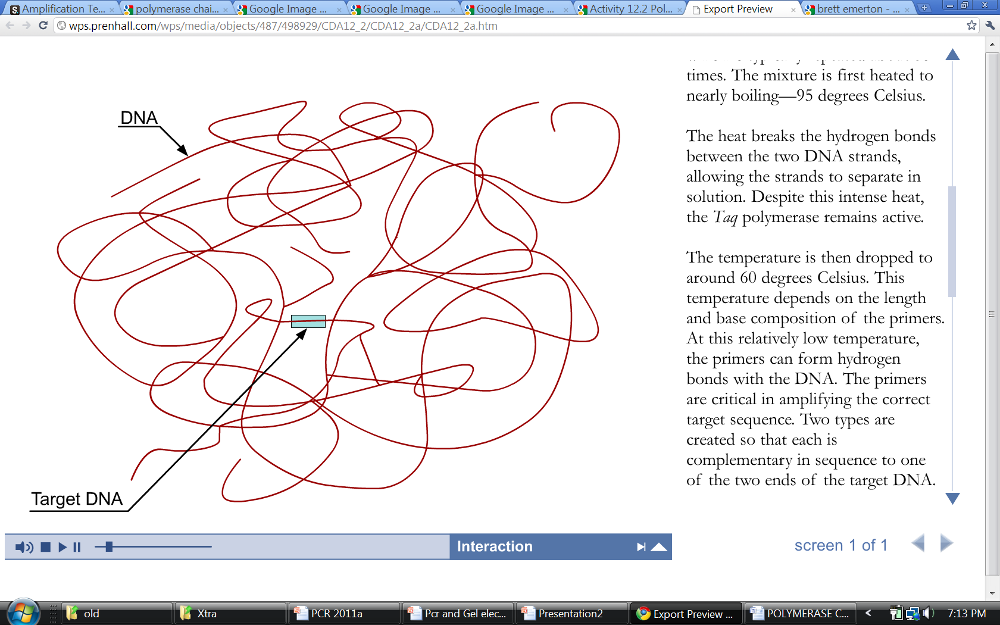 Amplification Te...
polymerase chai...
Google Image ...
Google Image ...
Google Image ...
Activity 12.2 Pol...
Export Preview
brett emerton - ...
wps.prenhall.com/wps/media/objects/487/498929/CDA12_2/CDA12_2a/CDA12_2a.htm
DNA
Target DNA
times. The mixture is first heated to
nearly boiling—95 degrees Celsius.
The heat breaks the hydrogen bonds
between the two DNA strands,
allowing the strands to separate in
solution. Despite this intense heat,
the Taq polymerase remains active.
The temperature is then dropped to
around 60 degrees Celsius. This
temperature depends on the length
and base composition of the primers.
At this relatively low temperature,
the primers can form hydrogen
bonds with the DNA. The primers
are critical in amplifying the correct
target sequence. Two types are
created so that each is
complementary in sequence to one
of the two ends of the target DNA.
Interaction
screen 1 of 1
old
Xtra
PCR 2011a
Pcr and Gel elec...
Presentation2
Export Preview ...
POLYMERASE C...
7:13 PM